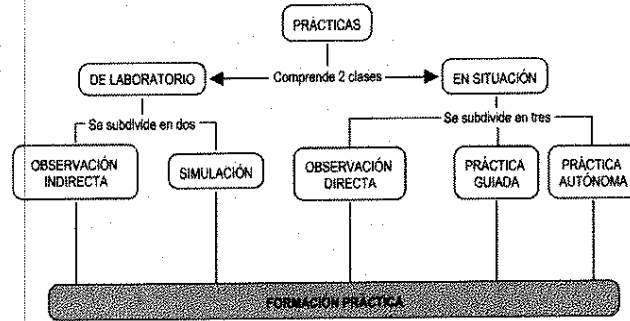 PRÁCTICAS
DE LABORATORIO
Comprende 2 clases
EN SITUACIÓN
Se subdivide en dos
Se subdivide en tres
OBSERVACIÓN
INDIRECTA
SIMULACIÓN
OBSERVACIÓN
DIRECTA
PRÁCTICA
GUIADA
PRÁCTICA
AUTÓNOMA
FORMACIÓN PRÁCTICA